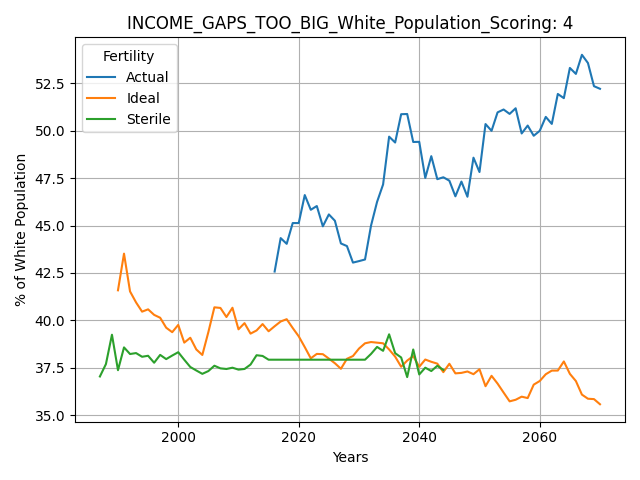 INCOME_GAPS_TOO_BIG_White_Population_Scoring: 4
Fertility
Actual
Ideal
Sterile
% of White Population
52.5
50.0
47.5
45.0
42.5
40.0
37.5
35.0
2000
2020
2040
2060
Years